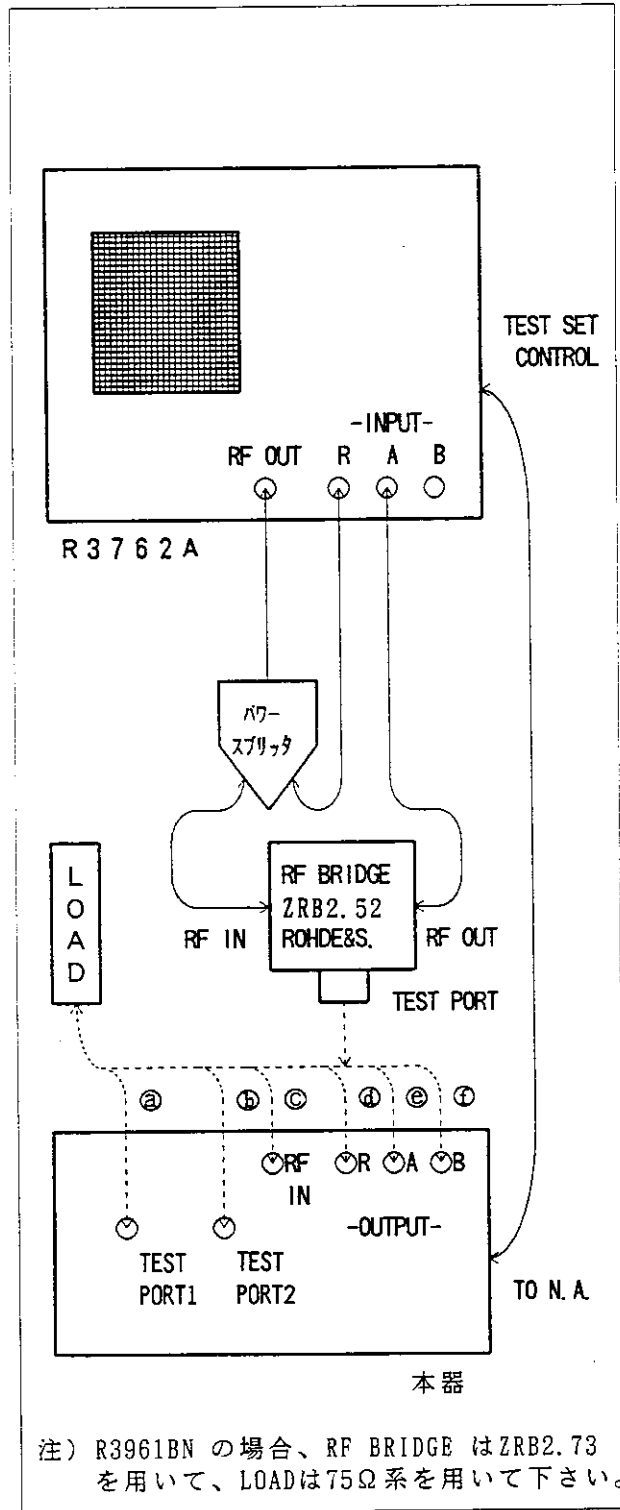 TEST SET
CONTROL
-INPUT-
RF OUT R A B
R3762A
パワー
スプリッタ
LOAD
RF BRIDGE
ZRB2.52
ROHDE&S.
RF IN
RF OUT
TEST PORT
ⓐ ⓑ ⓒ ⓓ ⓔ ⓕ
RF
IN
R A B
-OUTPUT-
TEST
PORT1
TEST
PORT2
TO N.A.
本器
注) R3961BN の場合、RF BRIDGE はZRB2.73
を用いて、LOADは75Ω系を用いて下さい。